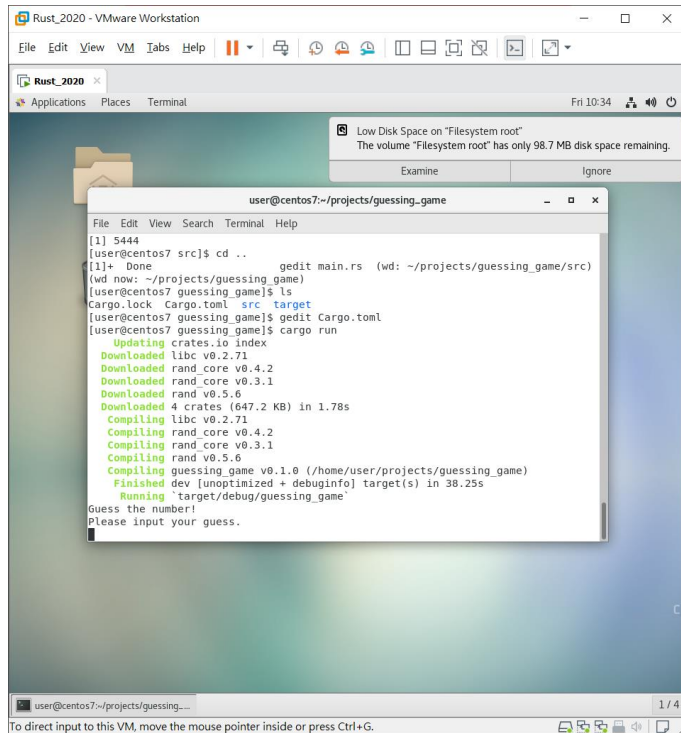 Rust_2020 - VMware Workstation
File Edit View VM Tabs Help
Rust_2020
Applications Places Terminal Fri 10:34
Low Disk Space on “Filesystem root”
The volume “Filesystem root” has only 98.7 MB disk space remaining.
Examine Ignore
user@centos7:~/projects/guessing_game
File Edit View Search Terminal Help
[1] 5444
[user@centos7 src]$ cd ..
[1]+ Done gedit main.rs (wd: ~/projects/guessing_game/src)
(wd now: ~/projects/guessing_game)
[user@centos7 guessing_game]$ ls
Cargo.lock Cargo.toml src target
[user@centos7 guessing_game]$ gedit Cargo.toml
[user@centos7 guessing_game]$ cargo run
Updating crates.io index
Downloaded libc v0.2.71
Downloaded rand_core v0.4.2
Downloaded rand_core v0.3.1
Downloaded rand v0.5.6
Downloaded 4 crates (647.2 KB) in 1.78s
Compiling libc v0.2.71
Compiling rand_core v0.4.2
Compiling rand_core v0.3.1
Compiling rand v0.5.6
Compiling guessing_game v0.1.0 (/home/user/projects/guessing_game)
Finished dev [unoptimized + debuginfo] target(s) in 38.25s
Running `target/debug/guessing_game`
Guess the number!
Please input your guess.
C
user@centos7:~/projects/guessing_... 1 / 4
To direct input to this VM, move the mouse pointer inside or press Ctrl+G.